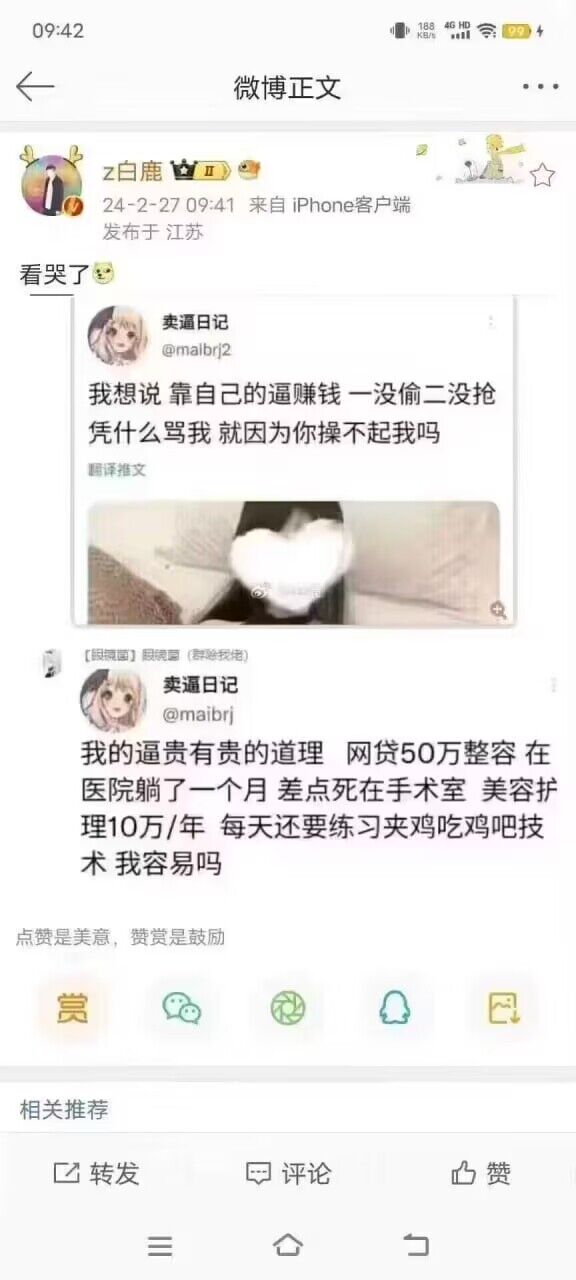 09:42
188 KB/s 4G HD 99
微博正文
z白鹿 II
24-2-27 09:41 来自 iPhone客户端
发布于 江苏
看哭了
卖逼日记
@maibrj2
我想说 靠自己的逼赚钱 一没偷二没抢
凭什么骂我 就因为你操不起我吗
翻译推文
卖逼日记
@maibrj
我的逼贵有贵的道理 网贷50万整容 在
医院躺了一个月 差点死在手术室 美容护
理10万/年 每天还要练习夹鸡吃鸡吧技
术 我容易吗
点赞是美意，赞赏是鼓励
赏
相关推荐
转发 评论 赞